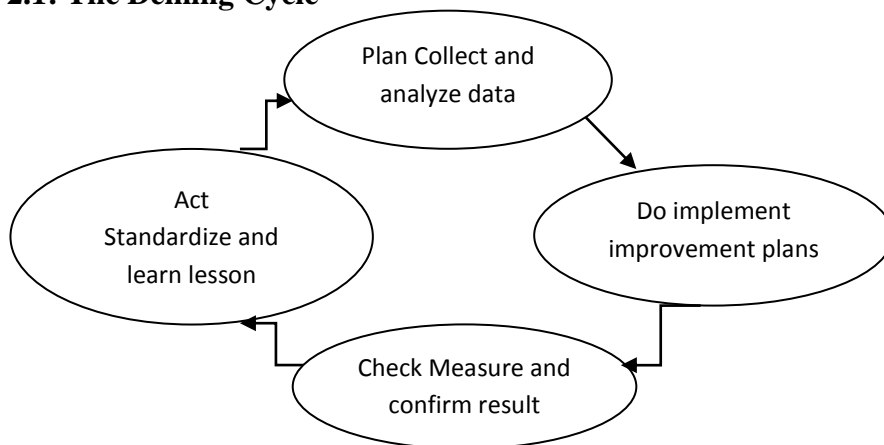 2.1: The Deming Cycle
Plan Collect and
analyze data
Do implement
improvement plans
Check Measure and
confirm result
Act
Standardize and
learn lesson